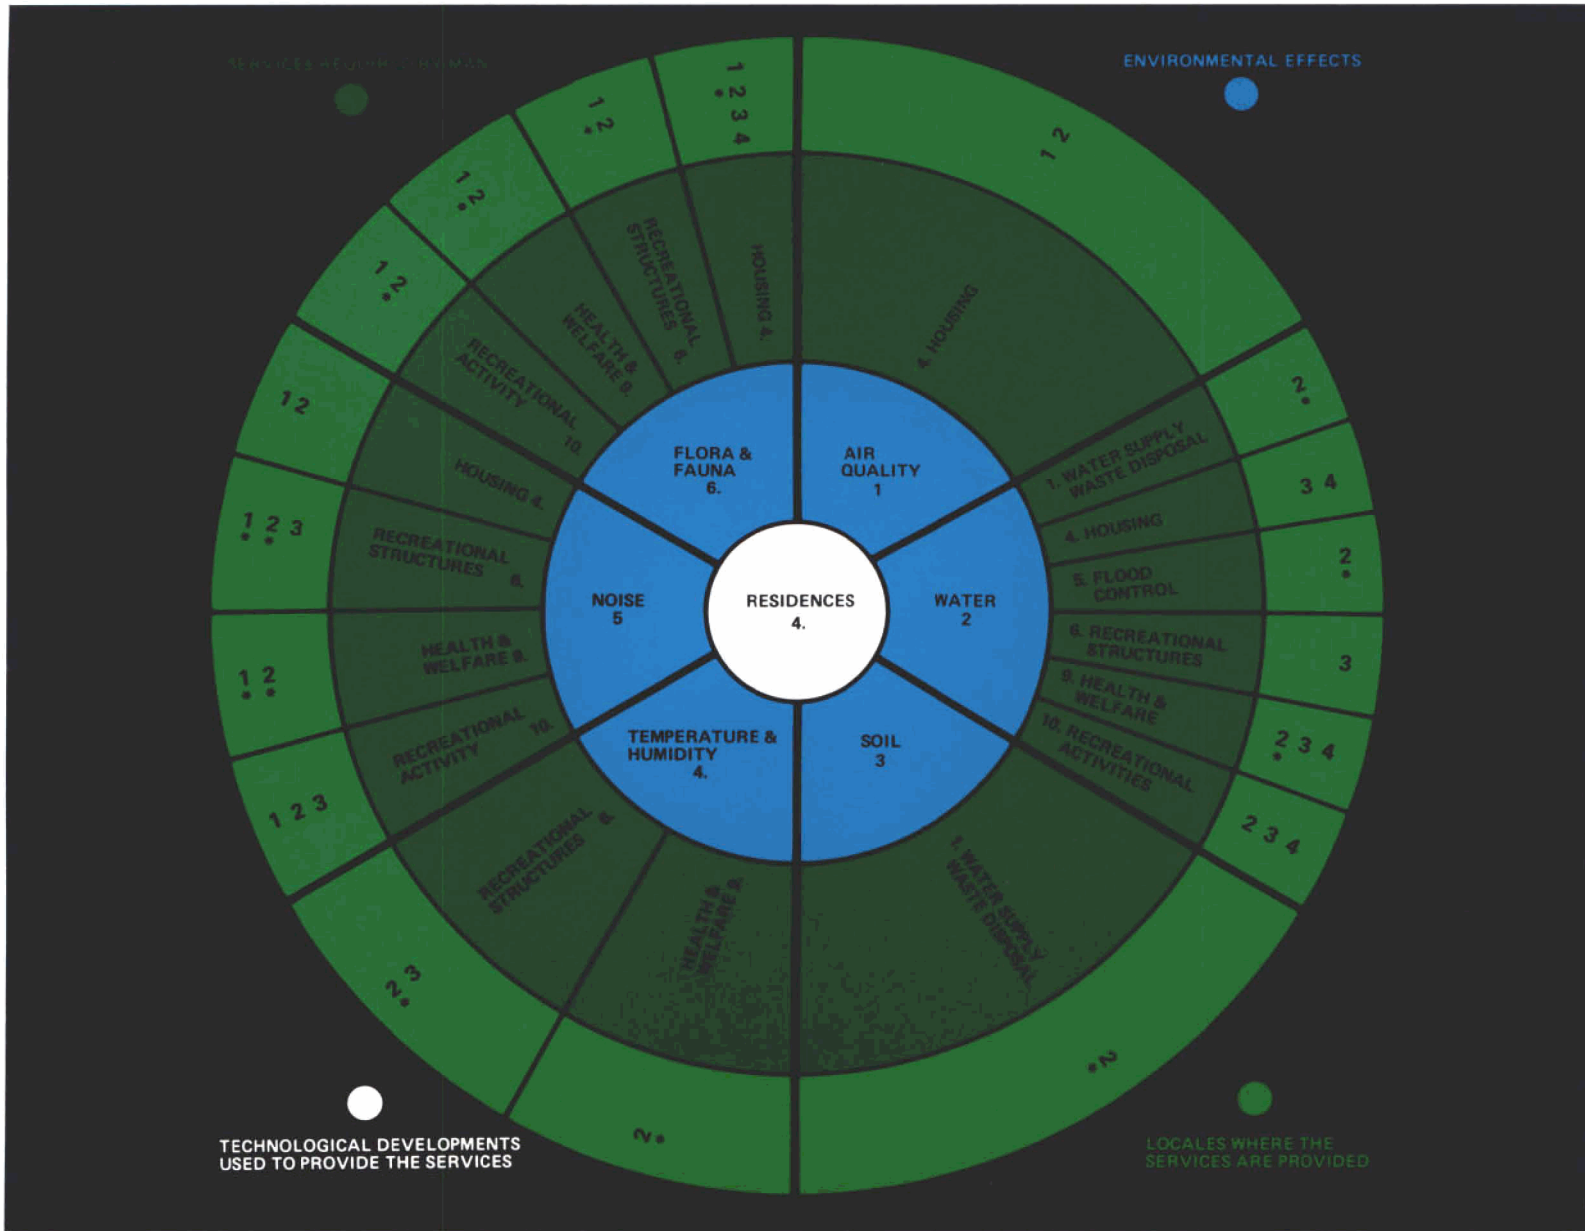 SERVICES REQUIRED BY MAN
ENVIRONMENTAL EFFECTS
1 2
1
* 2
3
4
1
* 2
1 2
*
1 2
*
1 2
1 2 3
* *
1 2
* *
1 2 3
2 3
*
2 *
* 2
2 3 4
2 3 4
*
3
2
*
3 4
2
*
4. HOUSING
1. WATER SUPPLY
WASTE DISPOSAL
4. HOUSING
5. FLOOD
CONTROL
6. RECREATIONAL
STRUCTURES
9. HEALTH &
WELFARE
10. RECREATIONAL
ACTIVITIES
1. WATER SUPPLY
WASTE DISPOSAL
HEALTH &
WELFARE 9.
RECREATIONAL
STRUCTURES 6.
RECREATIONAL
ACTIVITY 10.
HEALTH &
WELFARE 9.
RECREATIONAL
STRUCTURES 6.
HOUSING 4.
RECREATIONAL
ACTIVITY 10.
HEALTH &
WELFARE 9.
RECREATIONAL
STRUCTURES 6.
HOUSING 4.
FLORA &
FAUNA
6.
AIR
QUALITY
1
NOISE
5
RESIDENCES
4.
WATER
2
TEMPERATURE &
HUMIDITY
4.
SOIL
3
TECHNOLOGICAL DEVELOPMENTS
USED TO PROVIDE THE SERVICES
LOCALES WHERE THE
SERVICES ARE PROVIDED